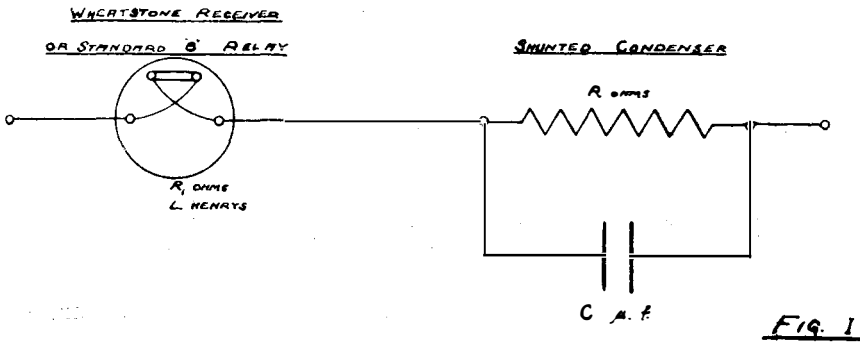 WHEATSTONE RECEIVER
OR STANDARD 'B' RELAY
SHUNTED CONDENSER
R OHMS
R, OHMS
L HENRYS
C μ.f.
FIG. I